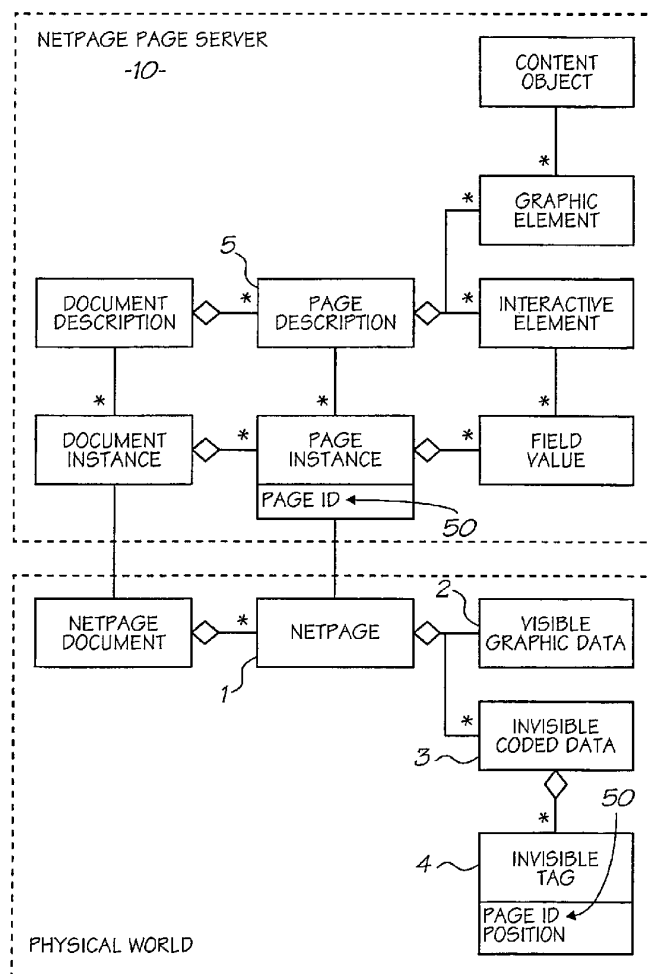 NETPAGE PAGE SERVER
-10-
CONTENT
OBJECT
*
*
GRAPHIC
ELEMENT
5
DOCUMENT
DESCRIPTION
*
PAGE
DESCRIPTION
*
INTERACTIVE
ELEMENT
*
*
*
DOCUMENT
INSTANCE
*
PAGE
INSTANCE
*
FIELD
VALUE
PAGE ID
50
NETPAGE
DOCUMENT
*
NETPAGE
2
VISIBLE
GRAPHIC DATA
1
*
INVISIBLE
CODED DATA
3
50
*
4
INVISIBLE
TAG
PAGE ID
POSITION
PHYSICAL WORLD